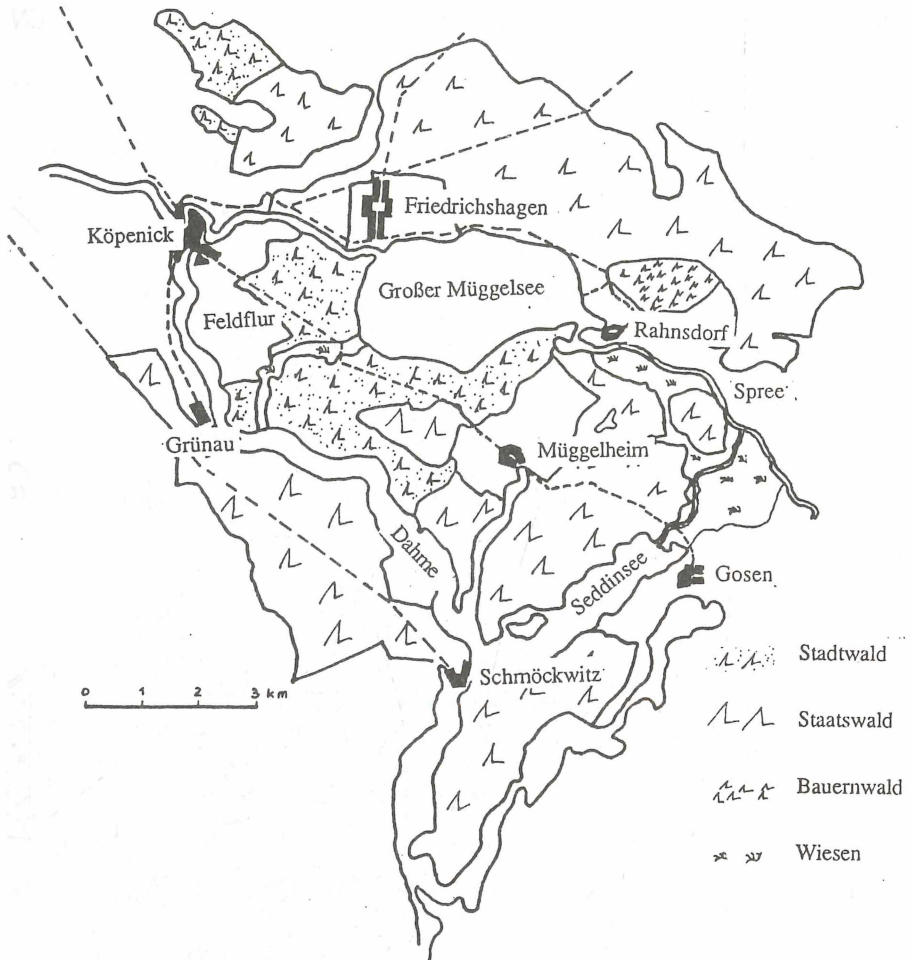 Friedrichshagen
Köpenick
Großer Müggelsee
Feldflur
Rahnsdorf
Spree
Grünau
Müggelheim
Dahme
Seddinsee
Gosen
Schmöckwitz
0 1 2 3 km
Stadtwald
Staatswald
Bauernwald
Wiesen